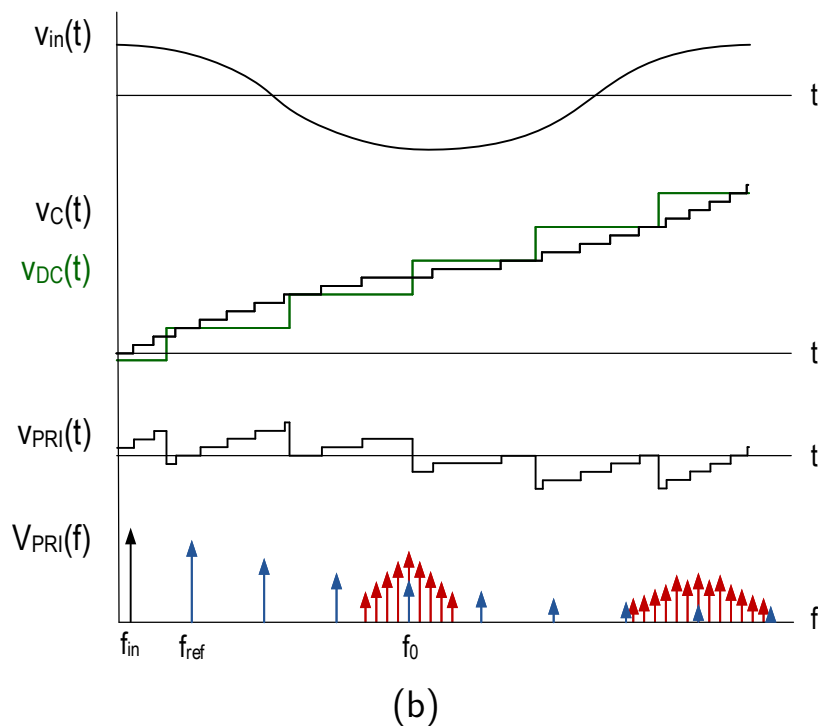 vin(t)
t
vC(t)
vDC(t)
t
vPRI(t)
t
VPRI(f)
f
fin fref f0
(b)